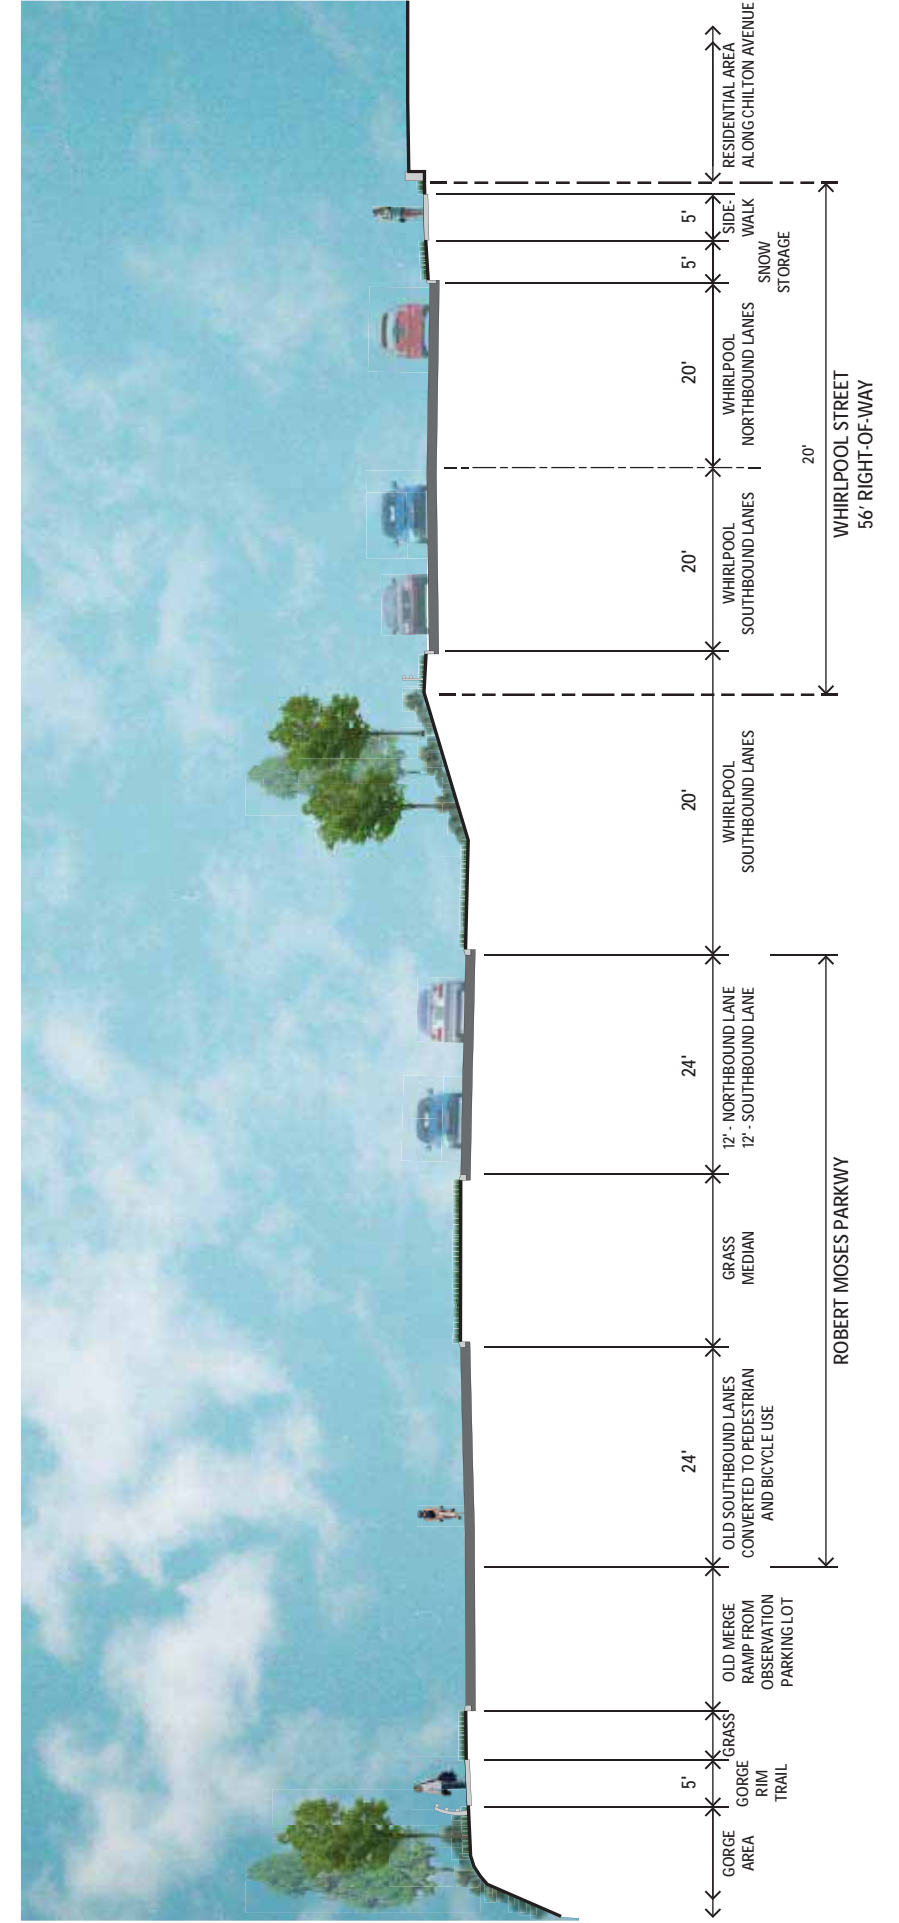 GORGE
AREA
5'
GORGE
RIM
TRAIL
GRASS
OLD MERGE
RAMP FROM
OBSERVATION
PARKING LOT
24'
OLD SOUTHBOUND LANES
CONVERTED TO PEDESTRIAN
AND BICYCLE USE
GRASS
MEDIAN
24'
12' - NORTHBOUND LANE
12' - SOUTHBOUND LANE
ROBERT MOSES PARKWY
20'
WHIRLPOOL
SOUTHBOUND LANES
20'
WHIRLPOOL
SOUTHBOUND LANES
20'
WHIRLPOOL
NORTHBOUND LANES
5'
SNOW
STORAGE
5'
SIDE-
WALK
20'
WHIRLPOOL STREET
56' RIGHT-OF-WAY
RESIDENTIAL AREA
ALONG CHILTON AVENUE